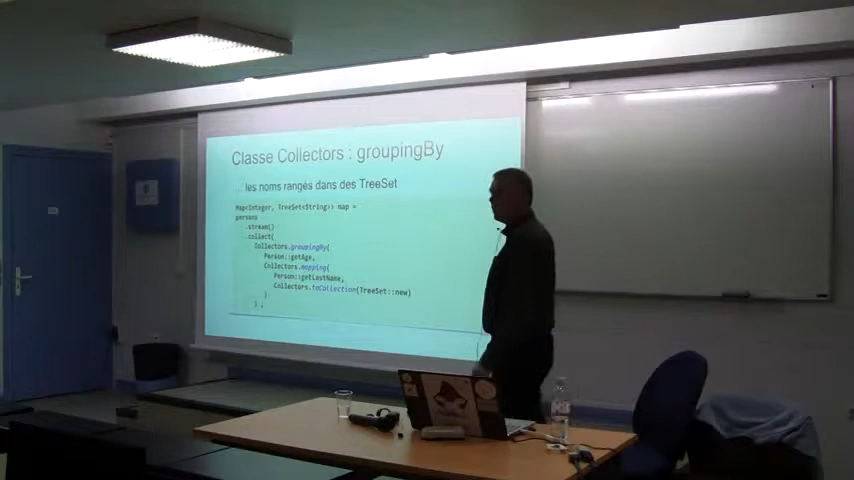 Classe Collectors : groupingBy
... les noms rangés dans des TreeSet
Map<Integer, TreeSet<String>> map =
persons
.stream()
.collect(
Collectors.groupingBy(
Person::getAge,
Collectors.mapping(
Person::getLastName,
Collectors.toCollection(TreeSet::new)
)
) ;